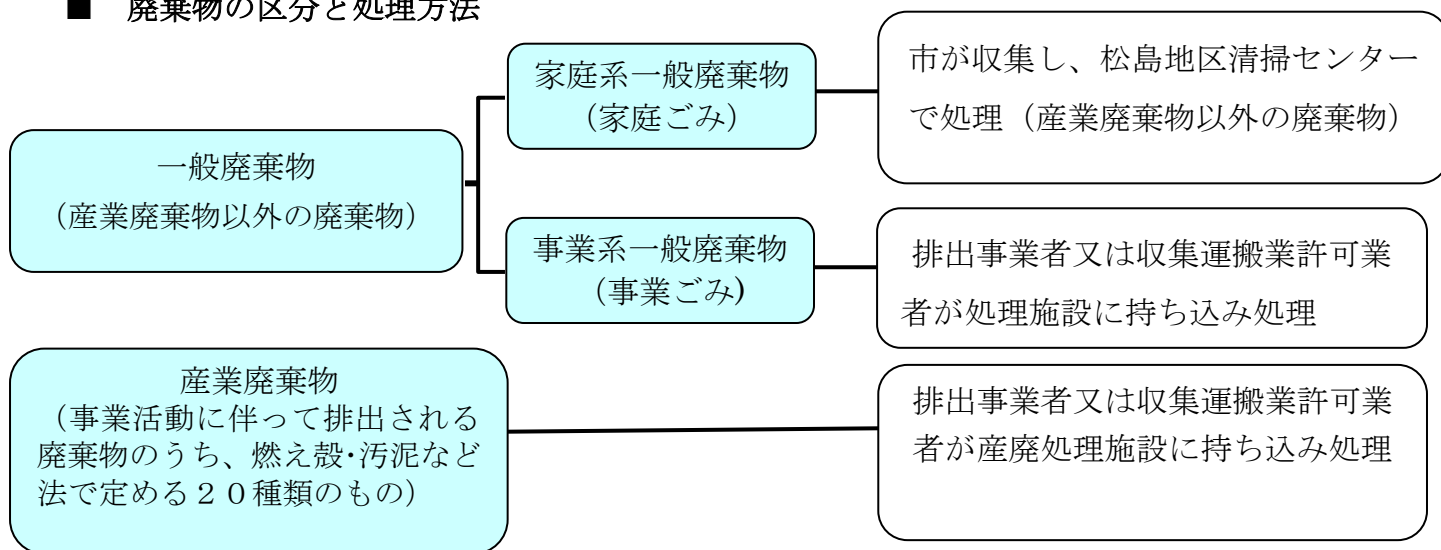 ■ 廃棄物の区分と処理方法
一般廃棄物
（産業廃棄物以外の廃棄物）
家庭系一般廃棄物
（家庭ごみ）
市が収集し、松島地区清掃センター
で処理（産業廃棄物以外の廃棄物）
事業系一般廃棄物
（事業ごみ)
排出事業者又は収集運搬業許可業
者が処理施設に持ち込み処理
産業廃棄物
（事業活動に伴って排出される
廃棄物のうち、燃え殻･汚泥など
法で定める２０種類のもの）
排出事業者又は収集運搬業許可業
者が産廃処理施設に持ち込み処理